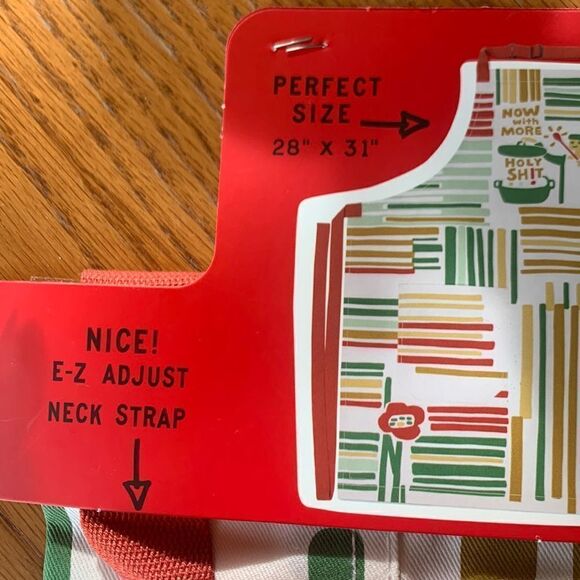 PERFECT
SIZE
28" X 31"
NOW
with
MORE
HOLY
SHIT
NICE!
E-Z ADJUST
NECK STRAP